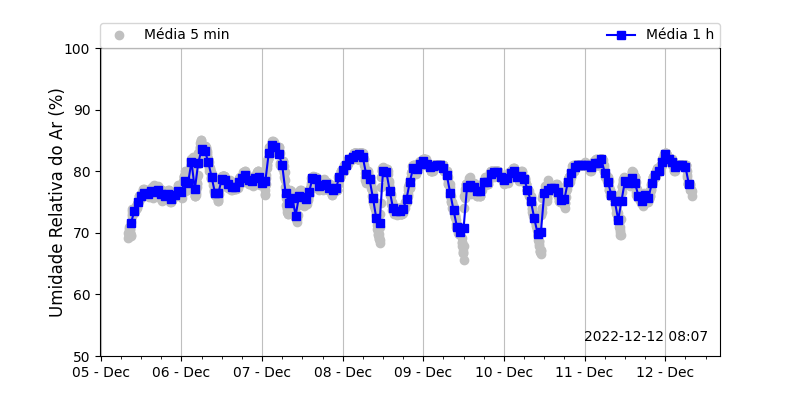 Média 5 min
Média 1 h
Umidade Relativa do Ar (%)
100
90
80
70
60
50
2022-12-12 08:07
05 - Dec
06 - Dec
07 - Dec
08 - Dec
09 - Dec
10 - Dec
11 - Dec
12 - Dec